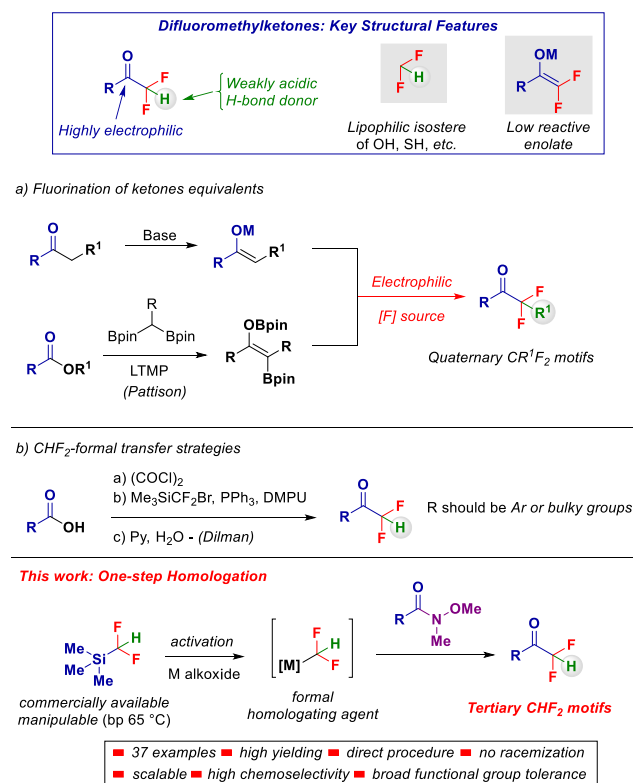 Difluoromethylketones: Key Structural Features
O
R
F
F
H
Weakly acidic
H-bond donor
Highly electrophilic
F
H
F
Lipophilic isostere
of OH, SH, etc.
OM
R
F
F
Low reactive
enolate
a) Fluorination of ketones equivalents
O
R
R¹
Base
OM
R
R¹
O
R
OR¹
R
Bpin
Bpin
LTMP
(Pattison)
OBpin
R
R
Bpin
Electrophilic
[F] source
O
R
F
F
R¹
Quaternary CR¹F₂ motifs
b) CHF₂-formal transfer strategies
O
R
OH
a) (COCl)₂
b) Me₃SiCF₂Br, PPh₃, DMPU
c) Py, H₂O - (Dilman)
O
R
F
F
H
R should be Ar or bulky groups
This work: One-step Homologation
F
H
F
Me
Si
Me
Me
commercially available
manipulable (bp 65 °C)
activation
M alkoxide
F
H
[M]
F
formal
homologating agent
O
R
N
OMe
Me
O
R
F
F
H
Tertiary CHF₂ motifs
37 examples high yielding direct procedure no racemization
scalable high chemoselectivity broad functional group tolerance